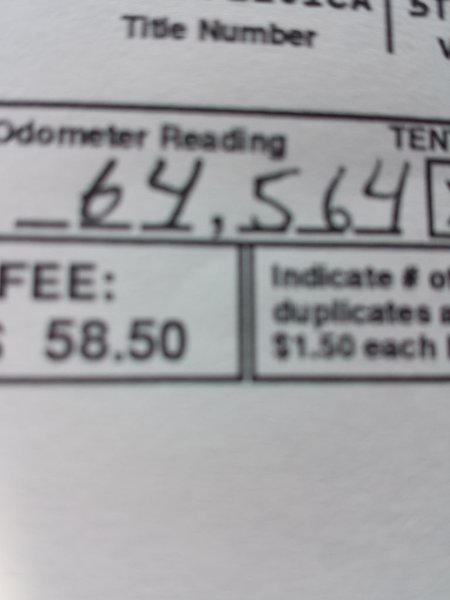 Title Number
Odometer Reading TEN
64,564
FEE:
$ 58.50
Indicate # of
duplicates
$1.50 each